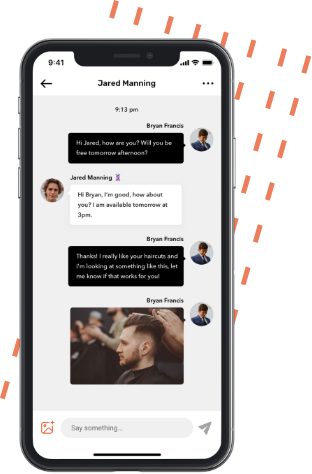 9:41
Jared Manning
9:13 pm
Bryan Francis
Hi Jared, how are you? Will you be
free tomorrow afternoon?
Jared Manning
Hi Bryan, I'm good, how about
you? I am available tomorrow at
3pm.
Bryan Francis
Thanks! I really like your haircuts and
I'm looking at something like this, let
me know if that works for you!
Bryan Francis
Say something...